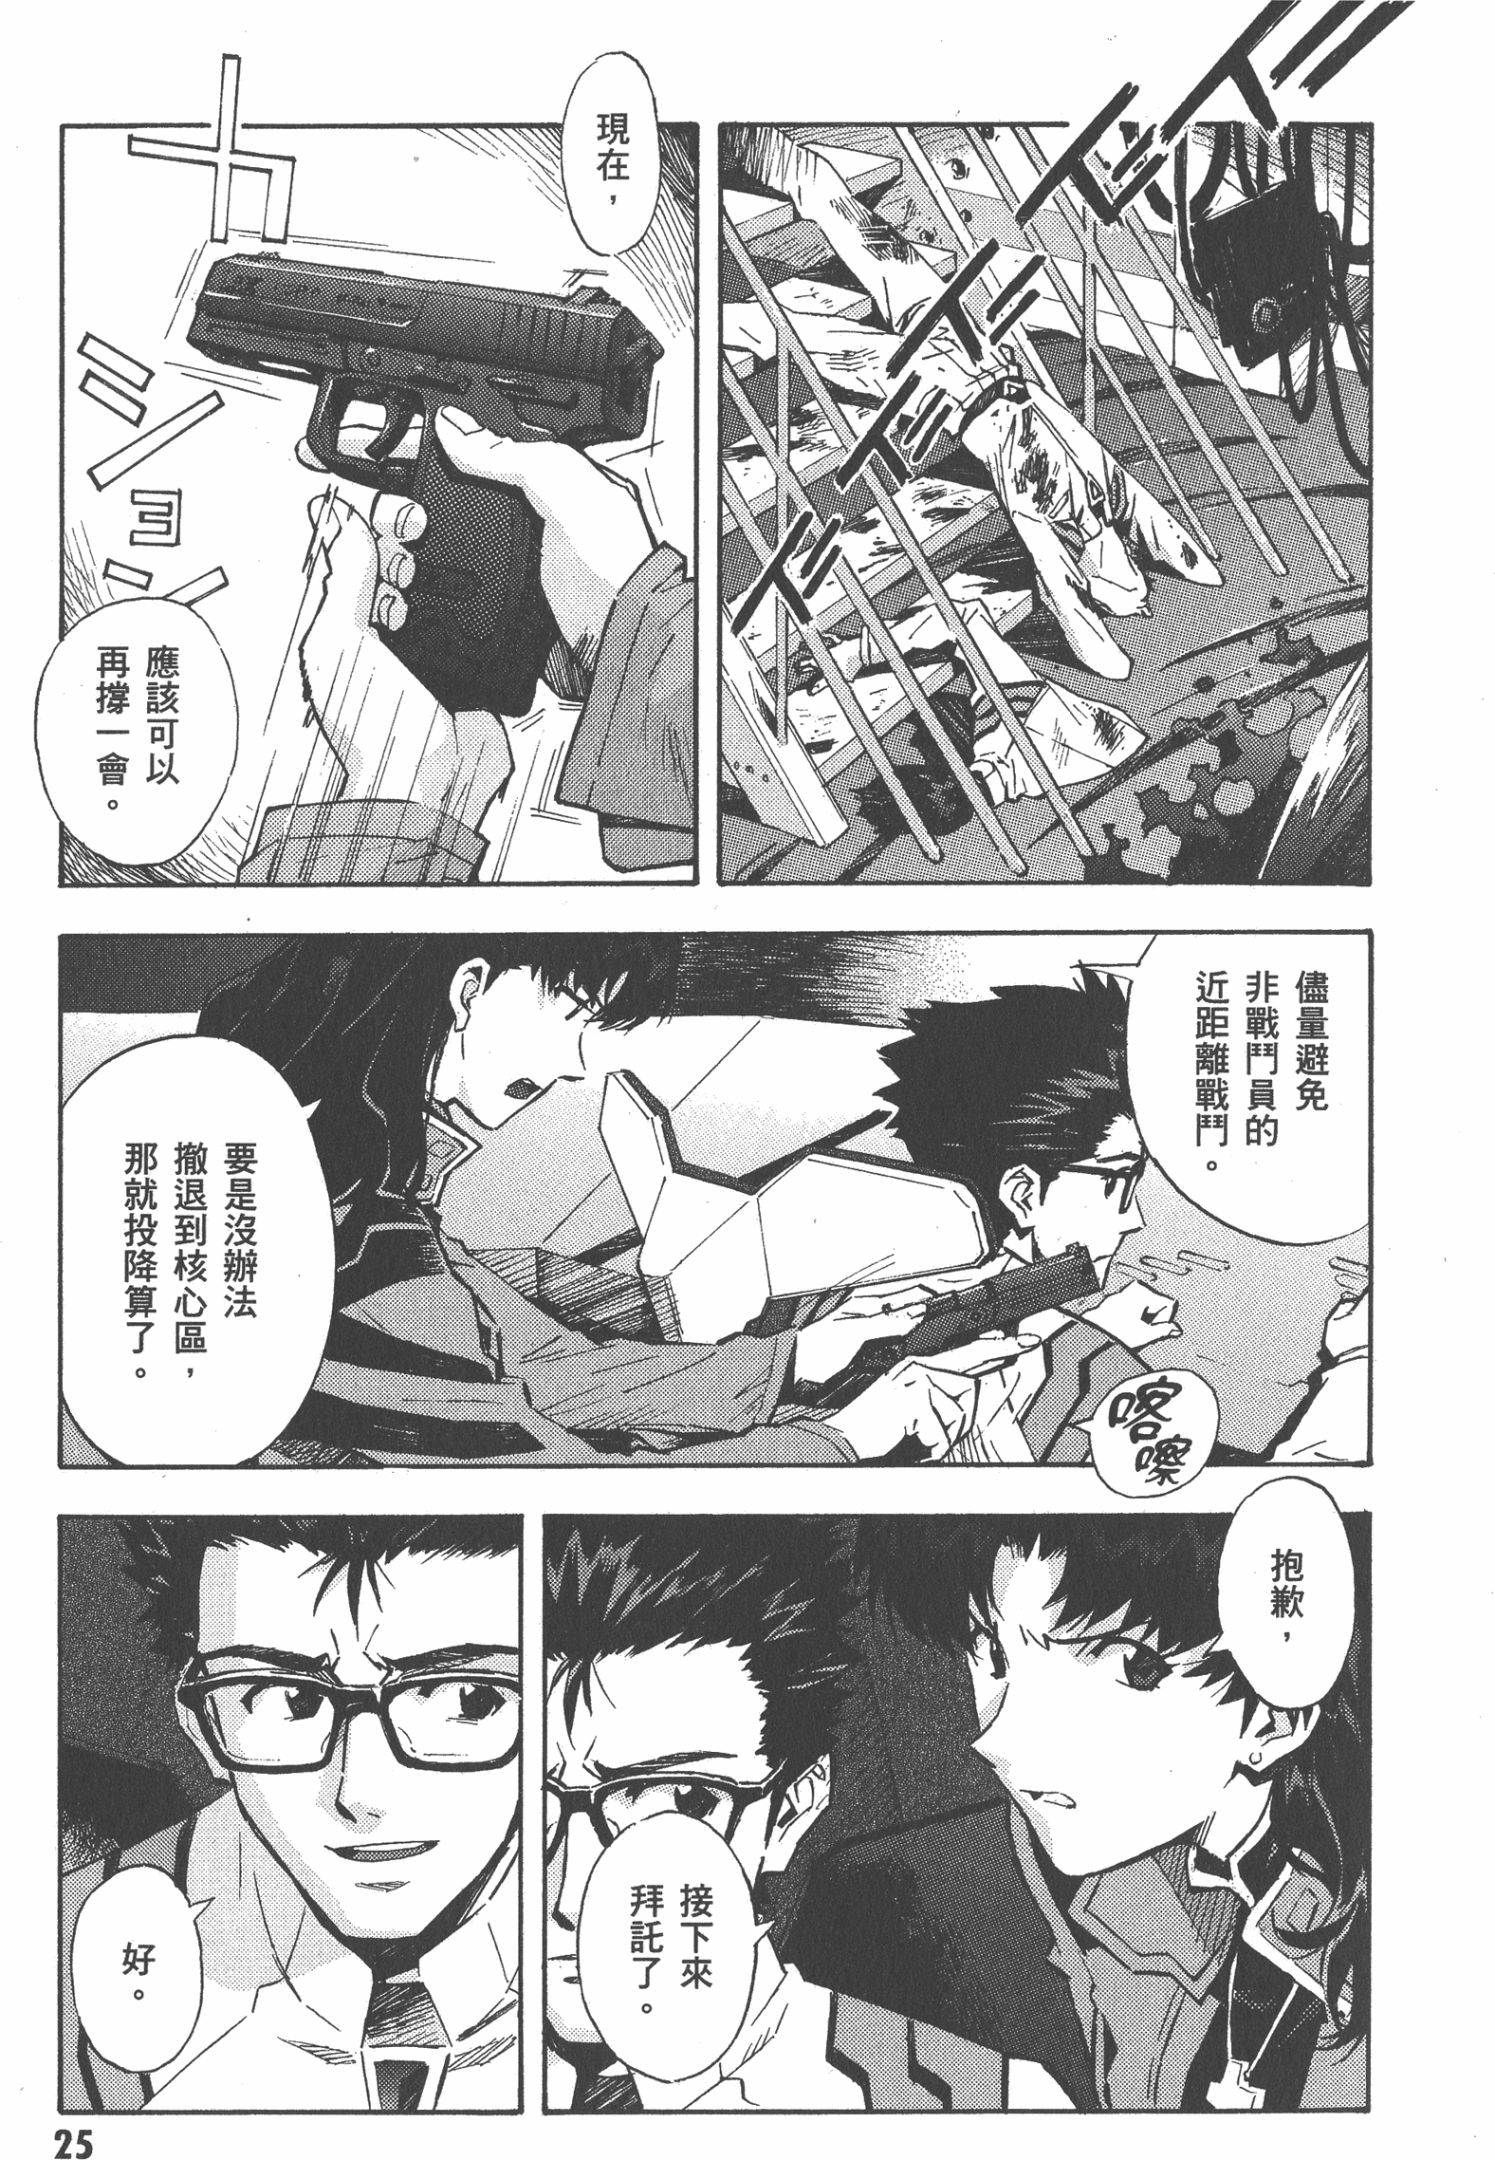 ドドドドド
現在，
カシンッ
ョ
應該可以
再撐一會。
儘量避免
非戰鬥員的
近距離戰鬥。
要是沒辦法
撤退到核心區，
那就投降算了。
喀嚓
抱歉，
接下來
拜託了。
好。
25